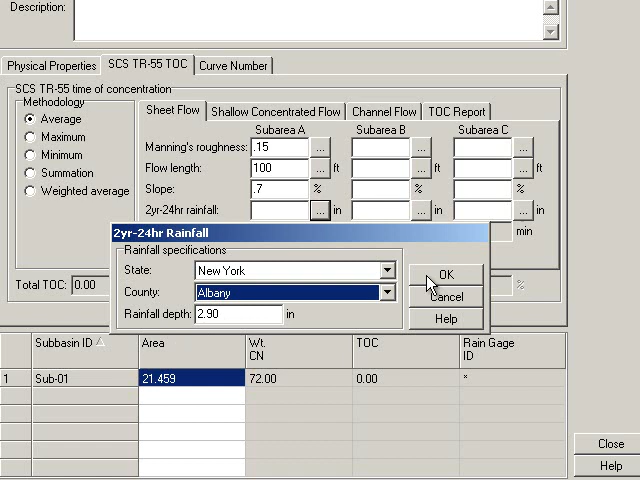 Description:
Physical Properties SCS TR-55 TOC Curve Number
SCS TR-55 time of concentration
Methodology
Average
Maximum
Minimum
Summation
Weighted average
Sheet Flow Shallow Concentrated Flow Channel Flow TOC Report
Subarea A Subarea B Subarea C
Manning's roughness: .15 ... ... ...
Flow length: 100 ... ft ... ft ... ft
Slope: .7 % % %
2yr-24hr rainfall: ... in ... in ... in
min
Total TOC: 0.00 %
2yr-24hr Rainfall
Rainfall specifications
State: New York
County: Albany
Rainfall depth: 2.90 in
OK
Cancel
Help
Subbasin ID Area Wt. CN TOC Rain Gage ID
1 Sub-01 21.459 72.00 0.00 *
Close
Help